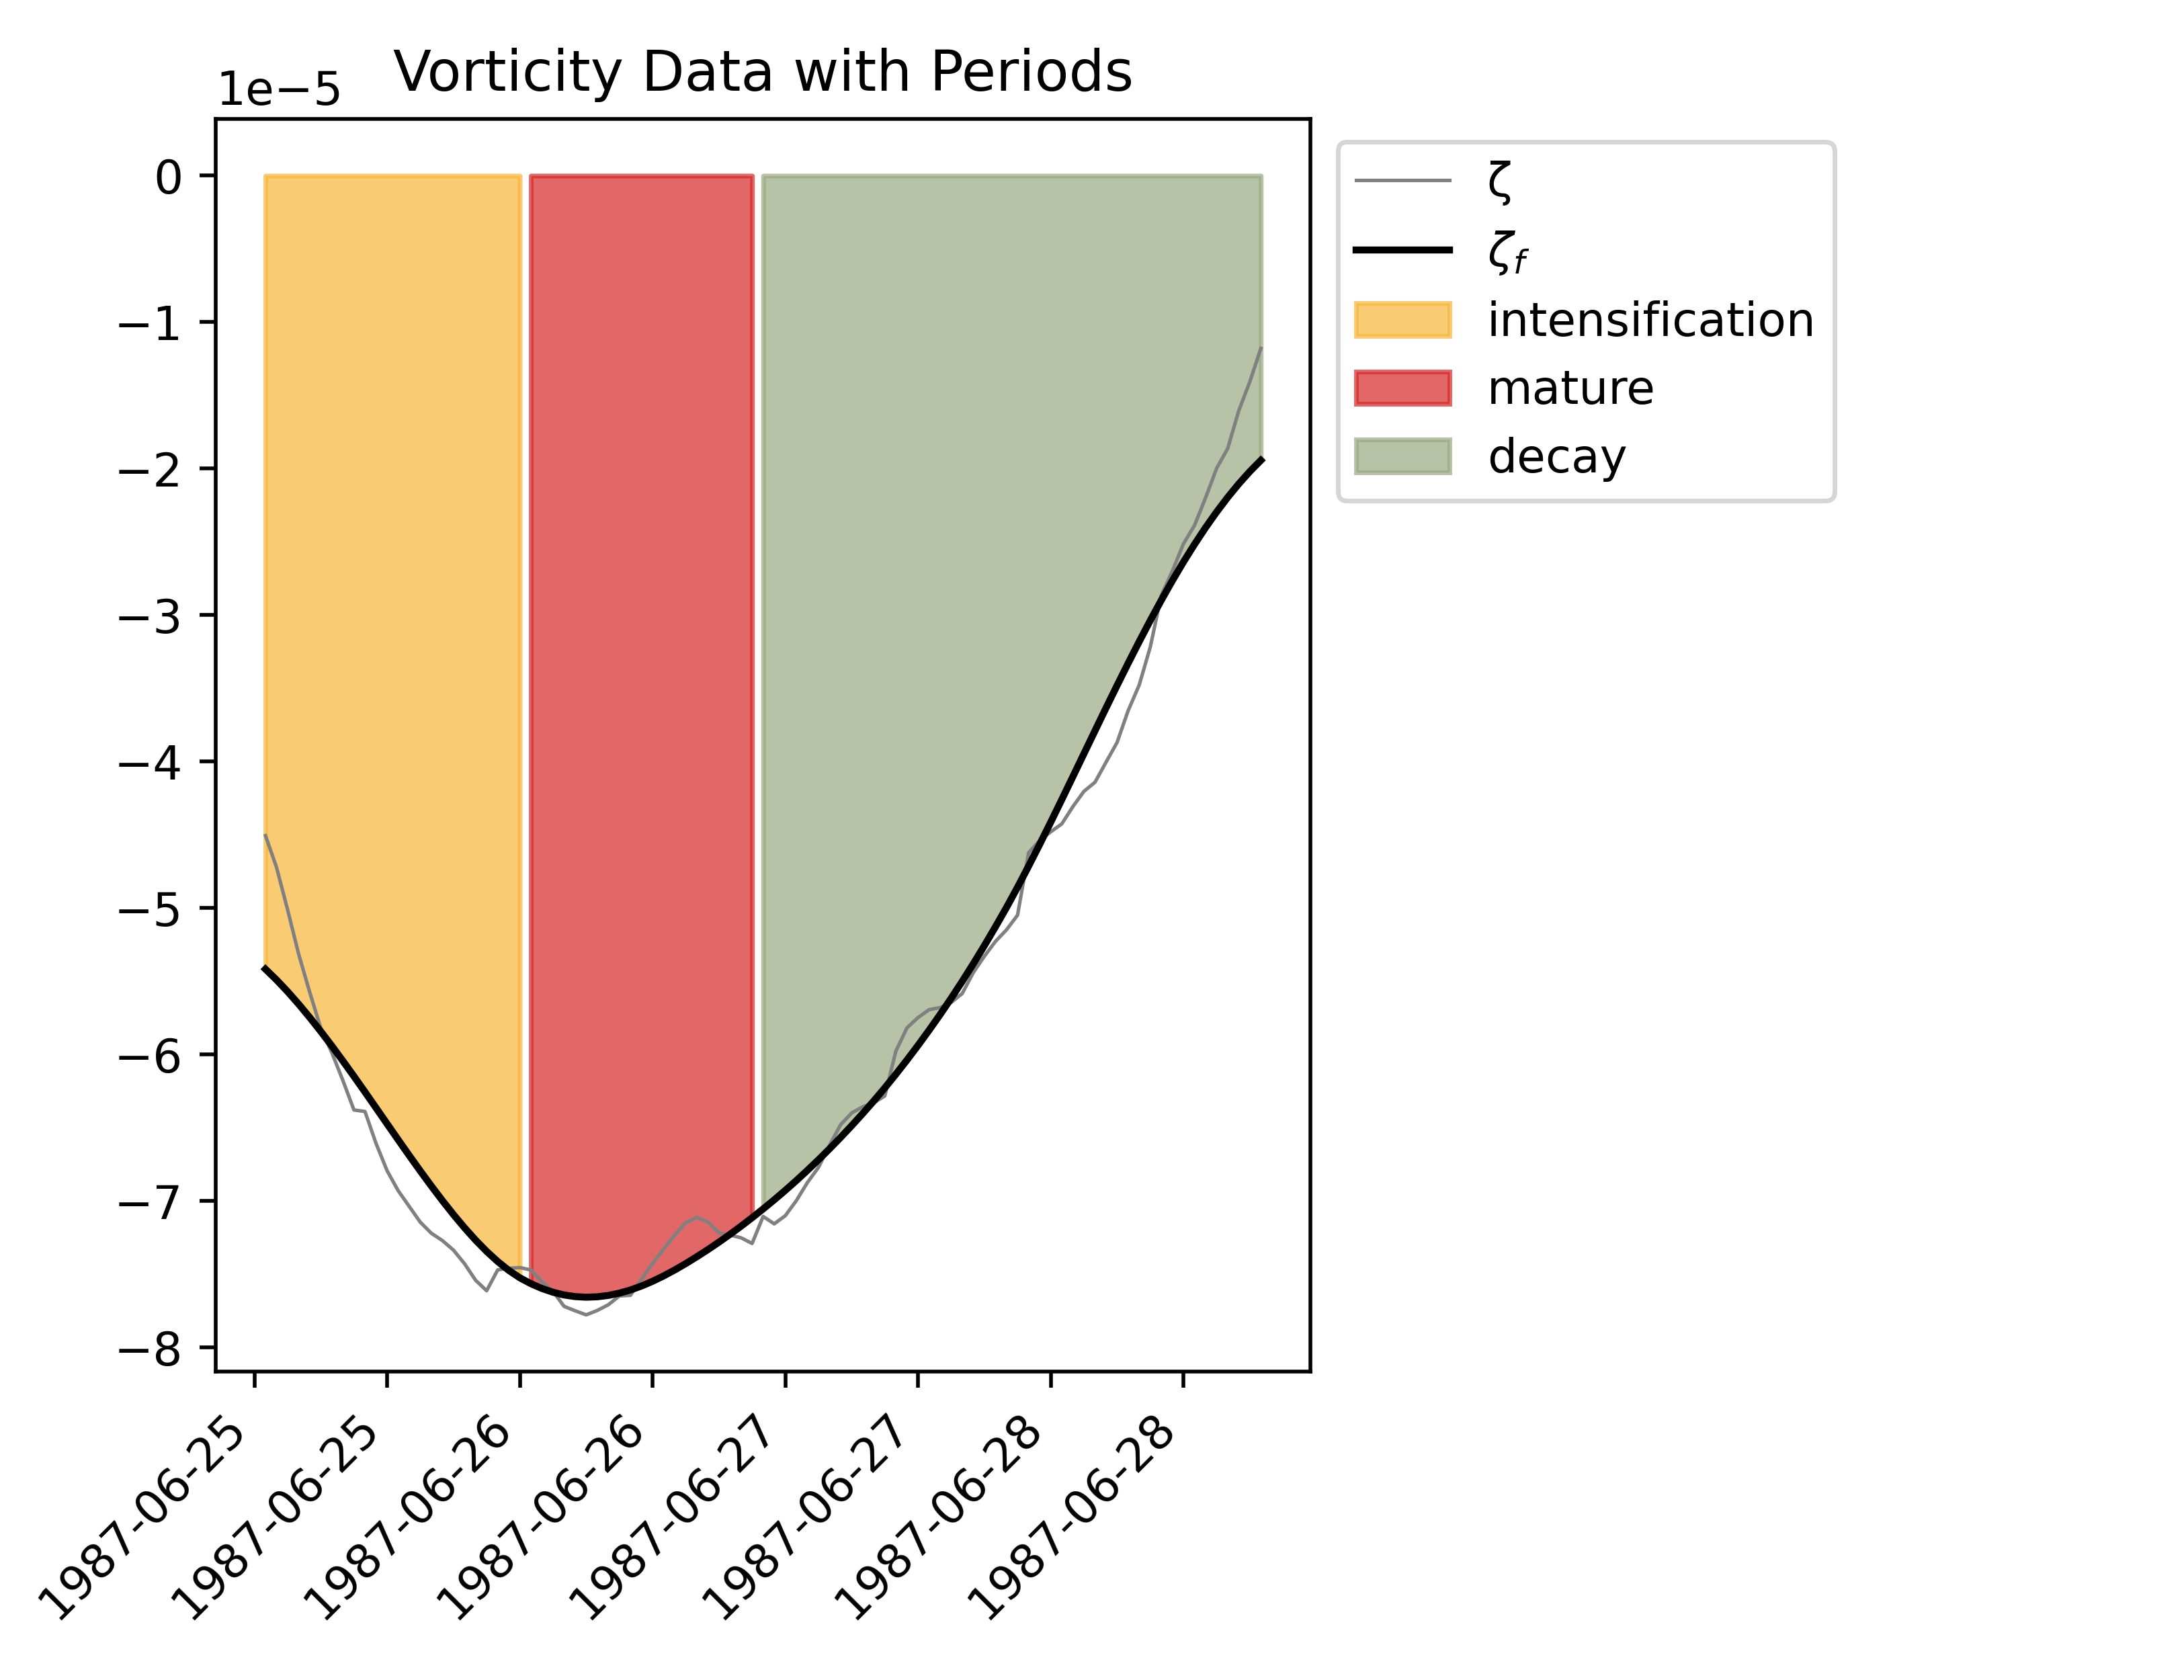 Vorticity Data with Periods
1e−5
0
−1
−2
−3
−4
−5
−6
−7
−8
1987-06-25
1987-06-25
1987-06-26
1987-06-26
1987-06-27
1987-06-27
1987-06-28
1987-06-28
ζ
ζf
intensification
mature
decay